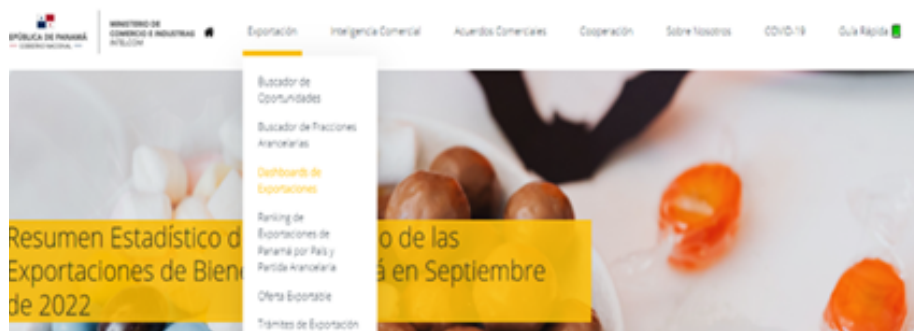 REPÚBLICA DE PANAMÁ
— GOBIERNO NACIONAL —
MINISTERIO DE
COMERCIO E INDUSTRIAS
INTELCOM
Exportación
Inteligencia Comercial
Acuerdos Comerciales
Cooperación
Sobre Nosotros
COVID-19
Guía Rápida
Buscador de
Oportunidades
Buscador de Fracciones
Arancelarias
Dashboards de
Exportaciones
Ranking de
Exportaciones de
Panamá por País y
Partida Arancelaria
Oferta Exportable
Trámites de Exportación
Resumen Estadístico d o de las
Exportaciones de Biene á en Septiembre
de 2022